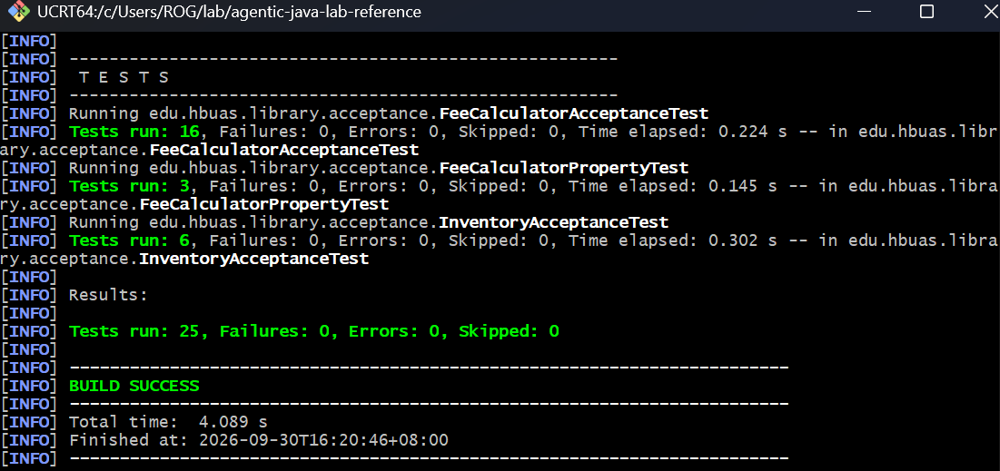 UCRT64:/c/Users/ROG/lab/agentic-java-lab-reference
[INFO]
[INFO] -------------------------------------------------------
[INFO]  T E S T S
[INFO] -------------------------------------------------------
[INFO] Running edu.hbuas.library.acceptance.FeeCalculatorAcceptanceTest
[INFO] Tests run: 16, Failures: 0, Errors: 0, Skipped: 0, Time elapsed: 0.224 s -- in edu.hbuas.libr
ary.acceptance.FeeCalculatorAcceptanceTest
[INFO] Running edu.hbuas.library.acceptance.FeeCalculatorPropertyTest
[INFO] Tests run: 3, Failures: 0, Errors: 0, Skipped: 0, Time elapsed: 0.145 s -- in edu.hbuas.libra
ry.acceptance.FeeCalculatorPropertyTest
[INFO] Running edu.hbuas.library.acceptance.InventoryAcceptanceTest
[INFO] Tests run: 6, Failures: 0, Errors: 0, Skipped: 0, Time elapsed: 0.302 s -- in edu.hbuas.libra
ry.acceptance.InventoryAcceptanceTest
[INFO]
[INFO] Results:
[INFO]
[INFO] Tests run: 25, Failures: 0, Errors: 0, Skipped: 0
[INFO]
[INFO] ------------------------------------------------------------------------
[INFO] BUILD SUCCESS
[INFO] ------------------------------------------------------------------------
[INFO] Total time:  4.089 s
[INFO] Finished at: 2026-09-30T16:20:46+08:00
[INFO] ------------------------------------------------------------------------